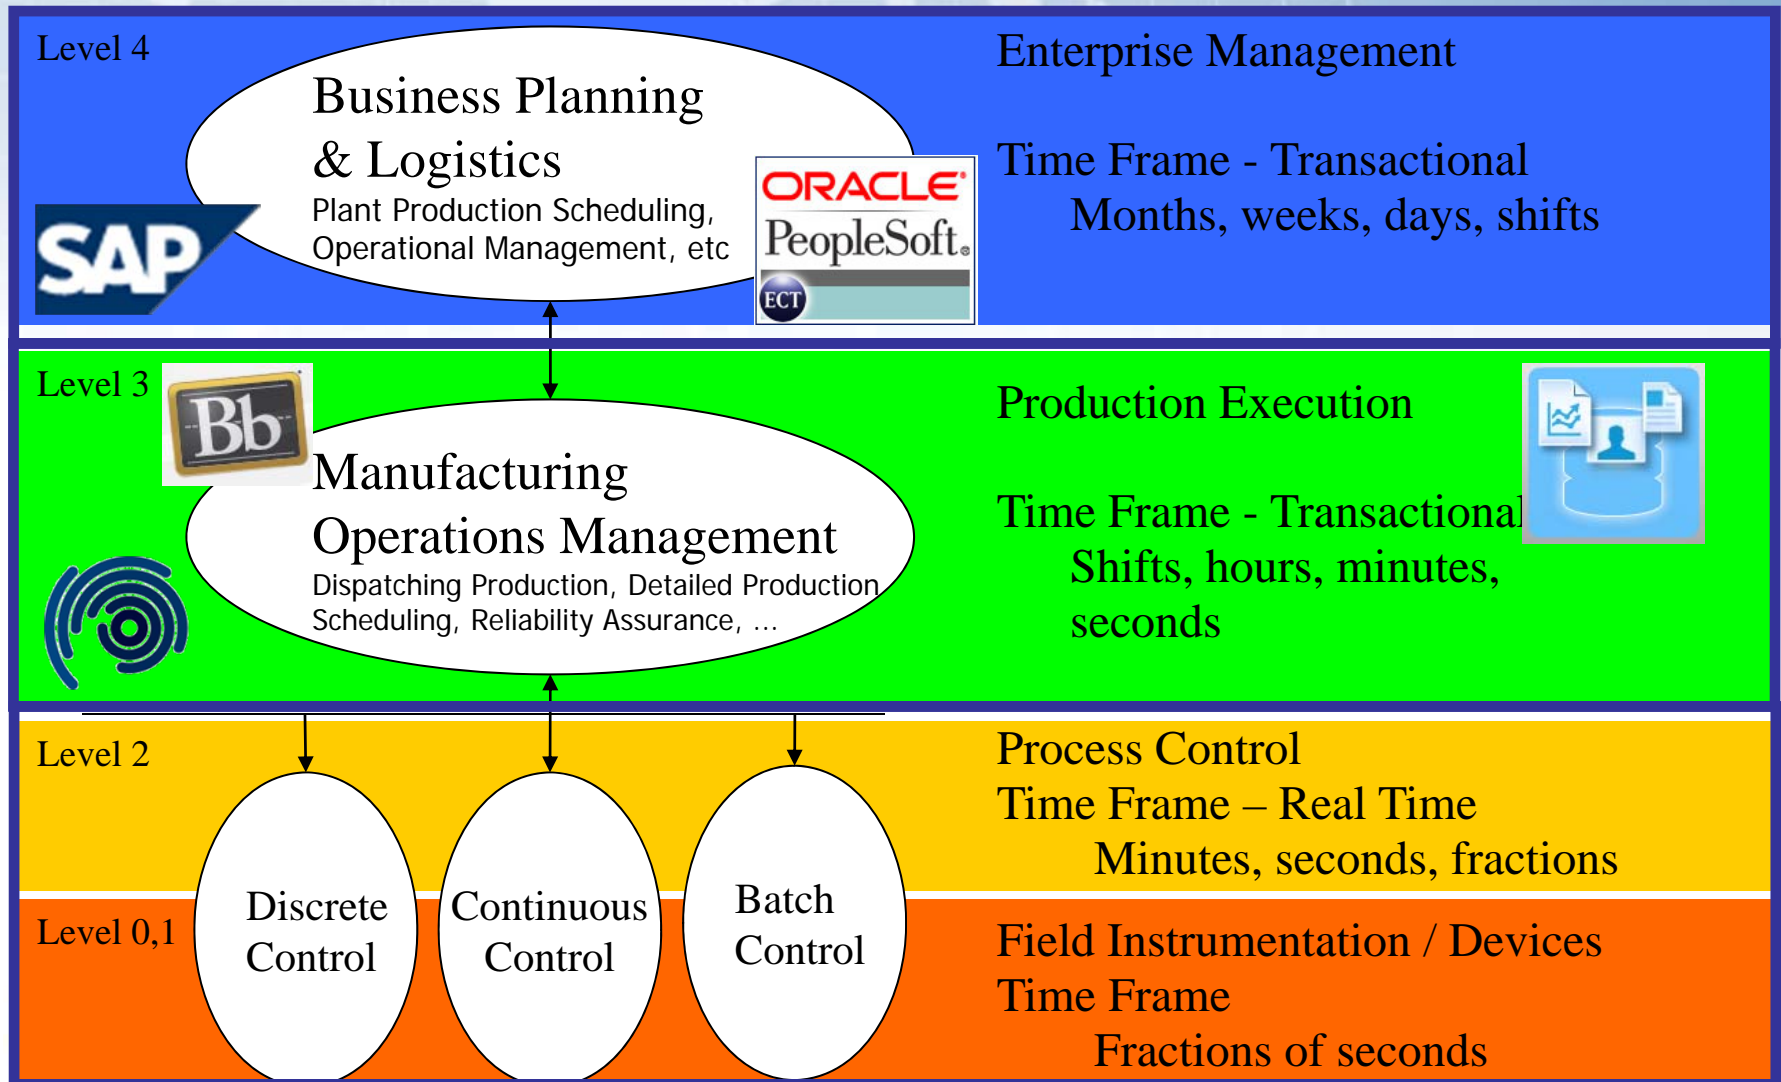 Level 4
Business Planning
& Logistics
Plant Production Scheduling,
Operational Management, etc
SAP
ORACLE®
PeopleSoft®
ECT
Enterprise Management
Time Frame - Transactional
Months, weeks, days, shifts
Level 3
Bb
Manufacturing
Operations Management
Dispatching Production, Detailed Production
Scheduling, Reliability Assurance, ...
Production Execution
Time Frame - Transactional
Shifts, hours, minutes,
seconds
Level 2
Process Control
Time Frame – Real Time
Minutes, seconds, fractions
Level 0,1
Discrete
Control
Continuous
Control
Batch
Control
Field Instrumentation / Devices
Time Frame
Fractions of seconds